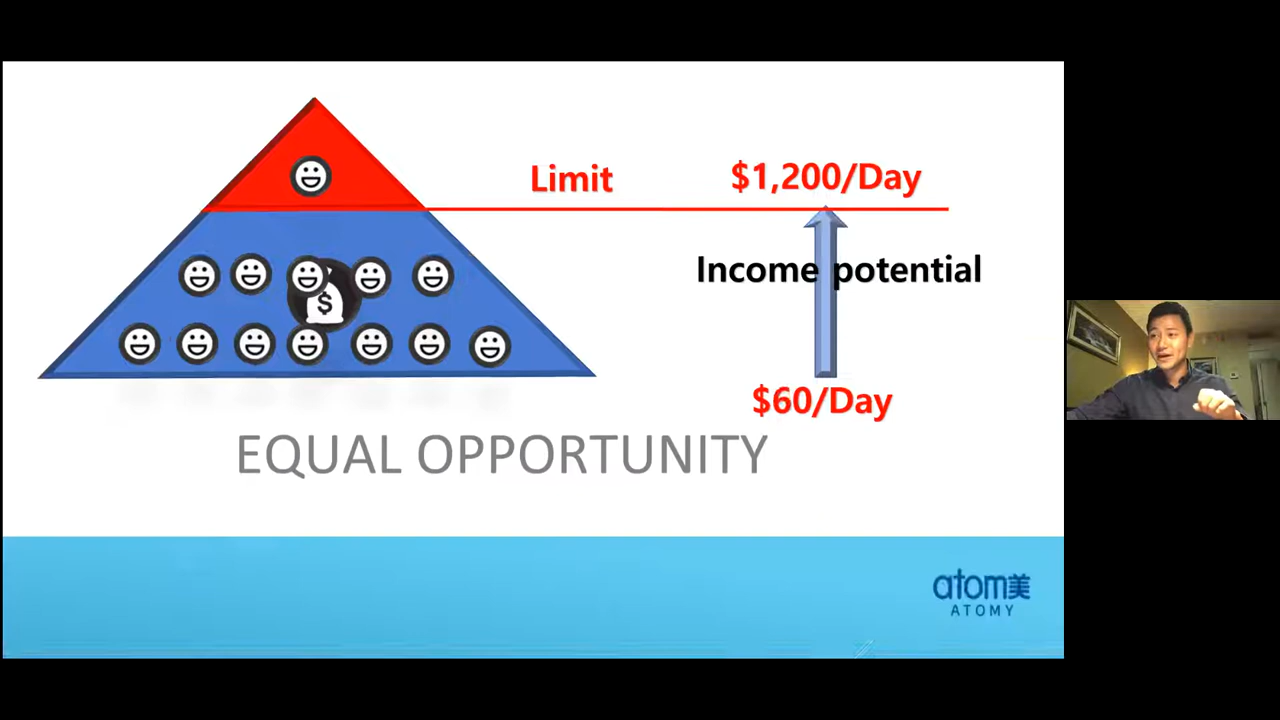 Limit $1,200/Day
Income potential
$
$60/Day
EQUAL OPPORTUNITY
atom美
ATOMY